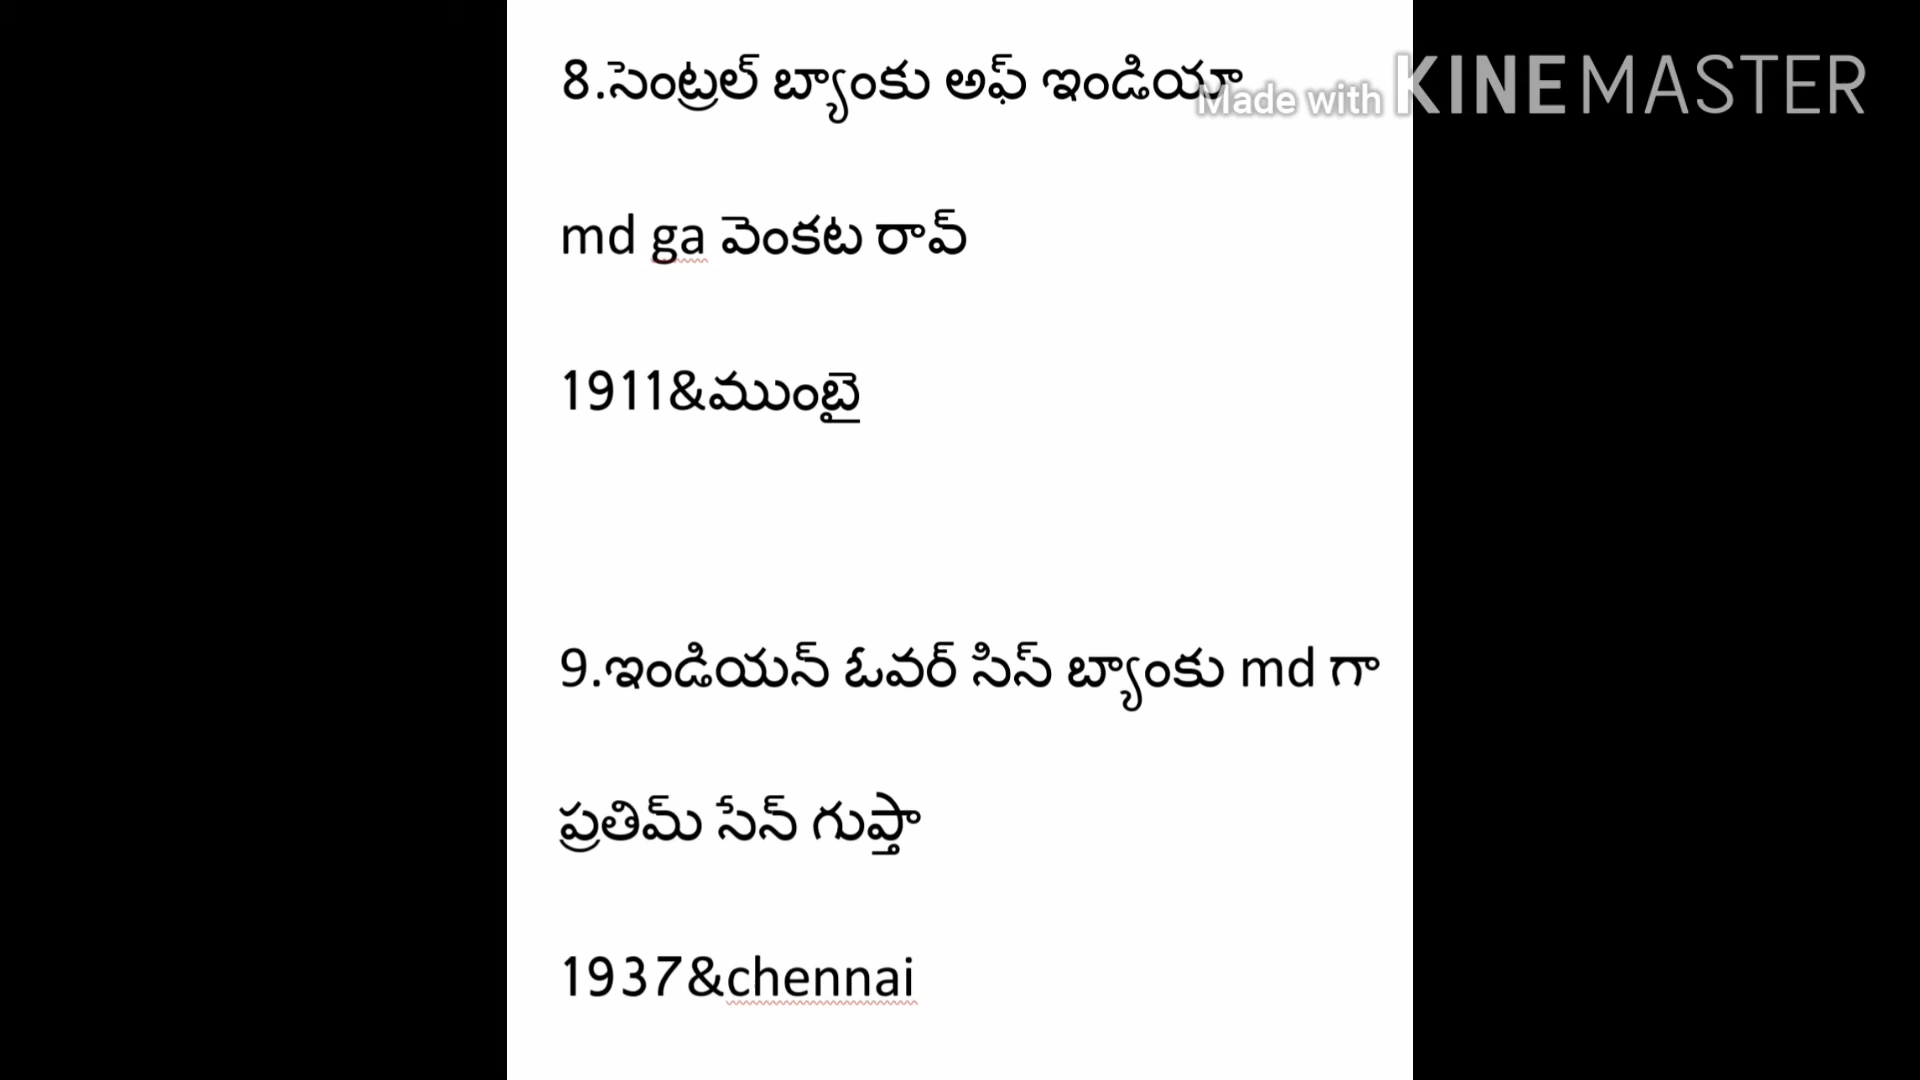 8.సెంట్రల్ బ్యాంకు అఫ్ ఇండియా
Made with KINEMASTER
md ga వెంకట రావ్
1911&ముంబై
9.ఇండియన్ ఓవర్ సిస్ బ్యాంకు md గా
ప్రతిమ్ సేన్ గుప్తా
1937&chennai